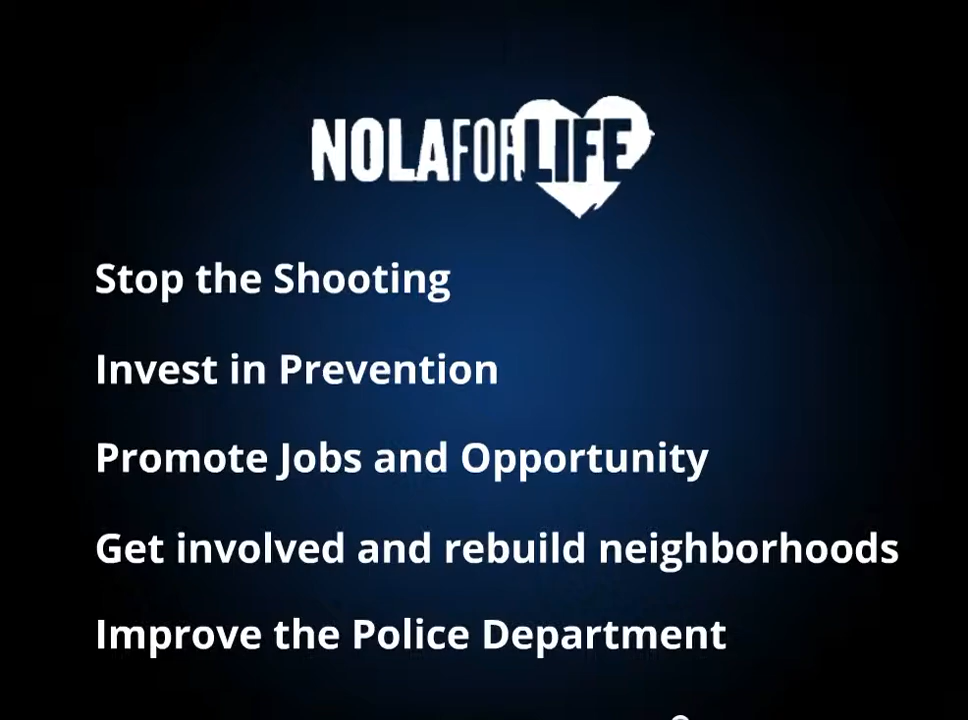 NOLAFORLIFE
Stop the Shooting
Invest in Prevention
Promote Jobs and Opportunity
Get involved and rebuild neighborhoods
Improve the Police Department